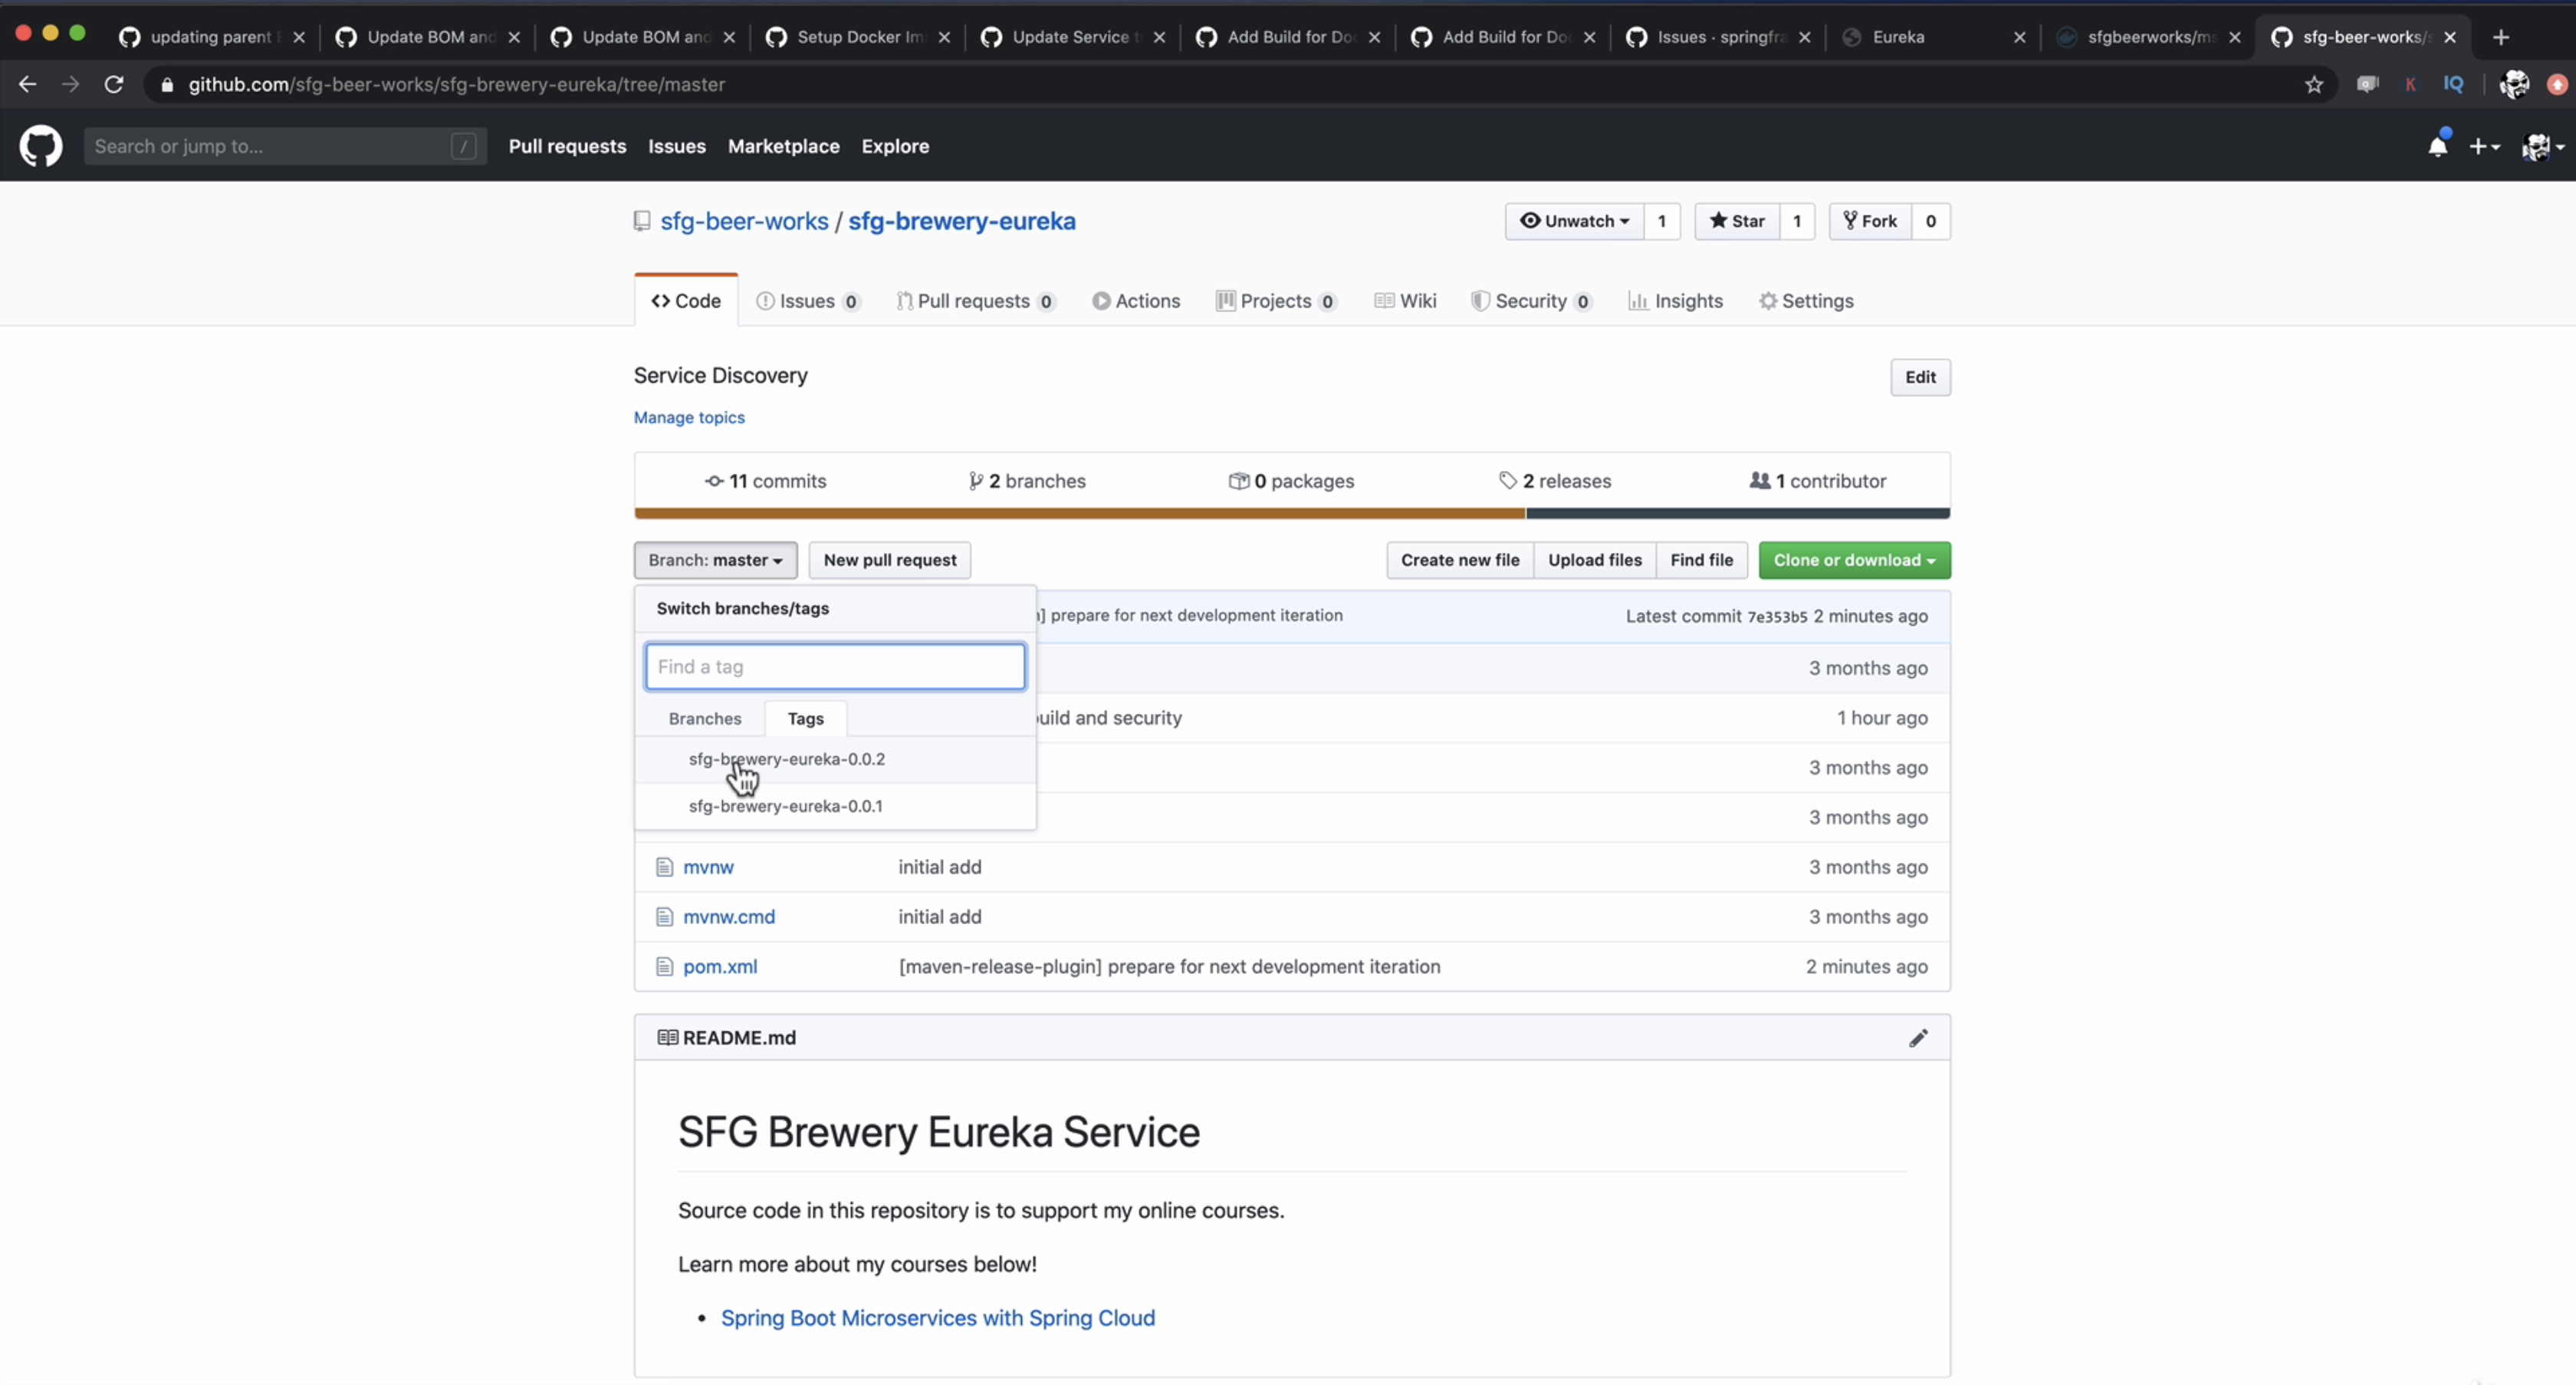 updating parent
Update BOM and
Update BOM and
Setup Docker Im
Update Service t
Add Build for Do
Add Build for Do
Issues · springfra
Eureka
sfgbeerworks/m
sfg-beer-works/
github.com/sfg-beer-works/sfg-brewery-eureka/tree/master
K
IQ
Search or jump to...
/
Pull requests
Issues
Marketplace
Explore
sfg-beer-works / sfg-brewery-eureka
Unwatch 1
Star 1
Fork 0
Code
Issues 0
Pull requests 0
Actions
Projects 0
Wiki
Security 0
Insights
Settings
Service Discovery
Edit
Manage topics
11 commits
2 branches
0 packages
2 releases
1 contributor
Branch: master
New pull request
Create new file
Upload files
Find file
Clone or download
Switch branches/tags
] prepare for next development iteration
Latest commit 7e353b5 2 minutes ago
Find a tag
3 months ago
Branches
Tags
uild and security
1 hour ago
sfg-brewery-eureka-0.0.2
3 months ago
sfg-brewery-eureka-0.0.1
3 months ago
mvnw initial add 3 months ago
mvnw.cmd initial add 3 months ago
pom.xml [maven-release-plugin] prepare for next development iteration 2 minutes ago
README.md
SFG Brewery Eureka Service
Source code in this repository is to support my online courses.
Learn more about my courses below!
• Spring Boot Microservices with Spring Cloud